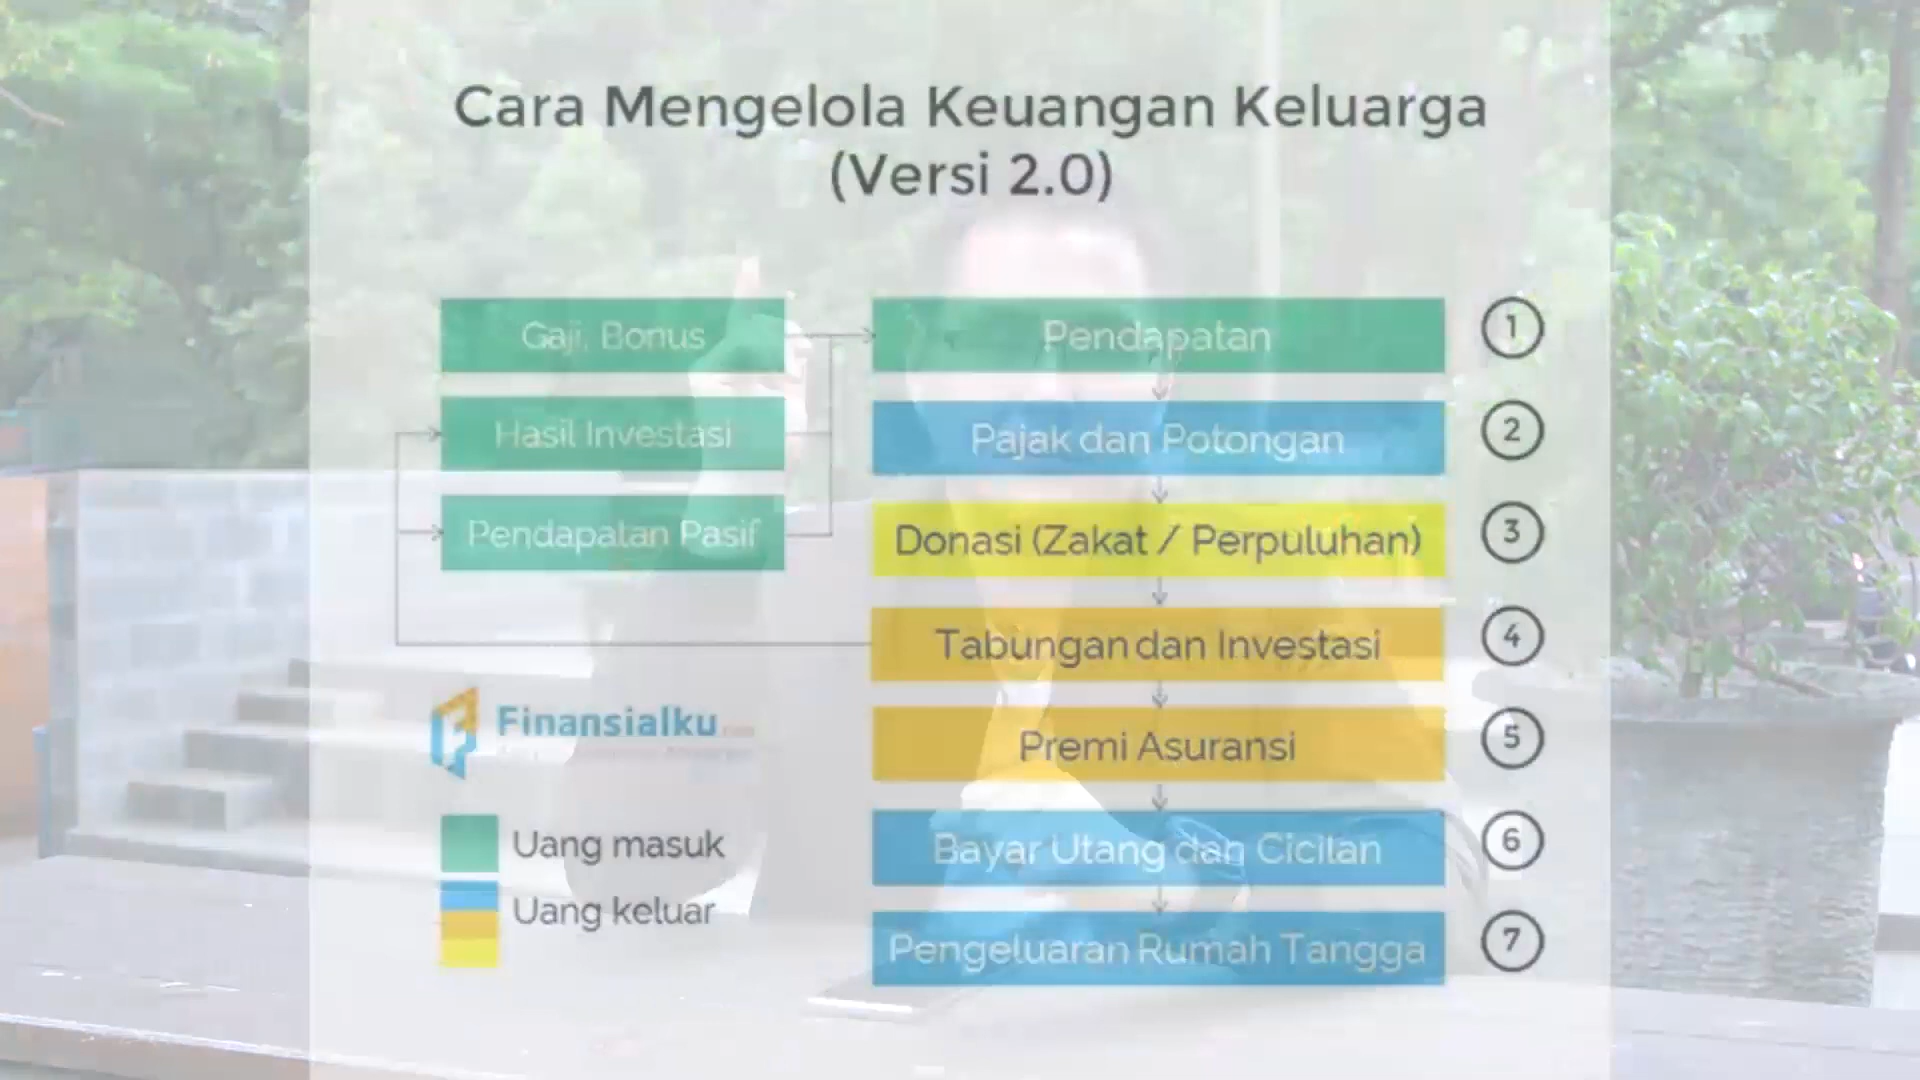 Cara Mengelola Keuangan Keluarga
(Versi 2.0)
Gaji, Bonus
Hasil Investasi
Pendapatan Pasif
Pendapatan
1
Pajak dan Potongan
2
Donasi (Zakat / Perpuluhan)
3
Tabungan dan Investasi
4
Premi Asuransi
5
Bayar Utang dan Cicilan
6
Pengeluaran Rumah Tangga
7
Finansialku
Uang masuk
Uang keluar